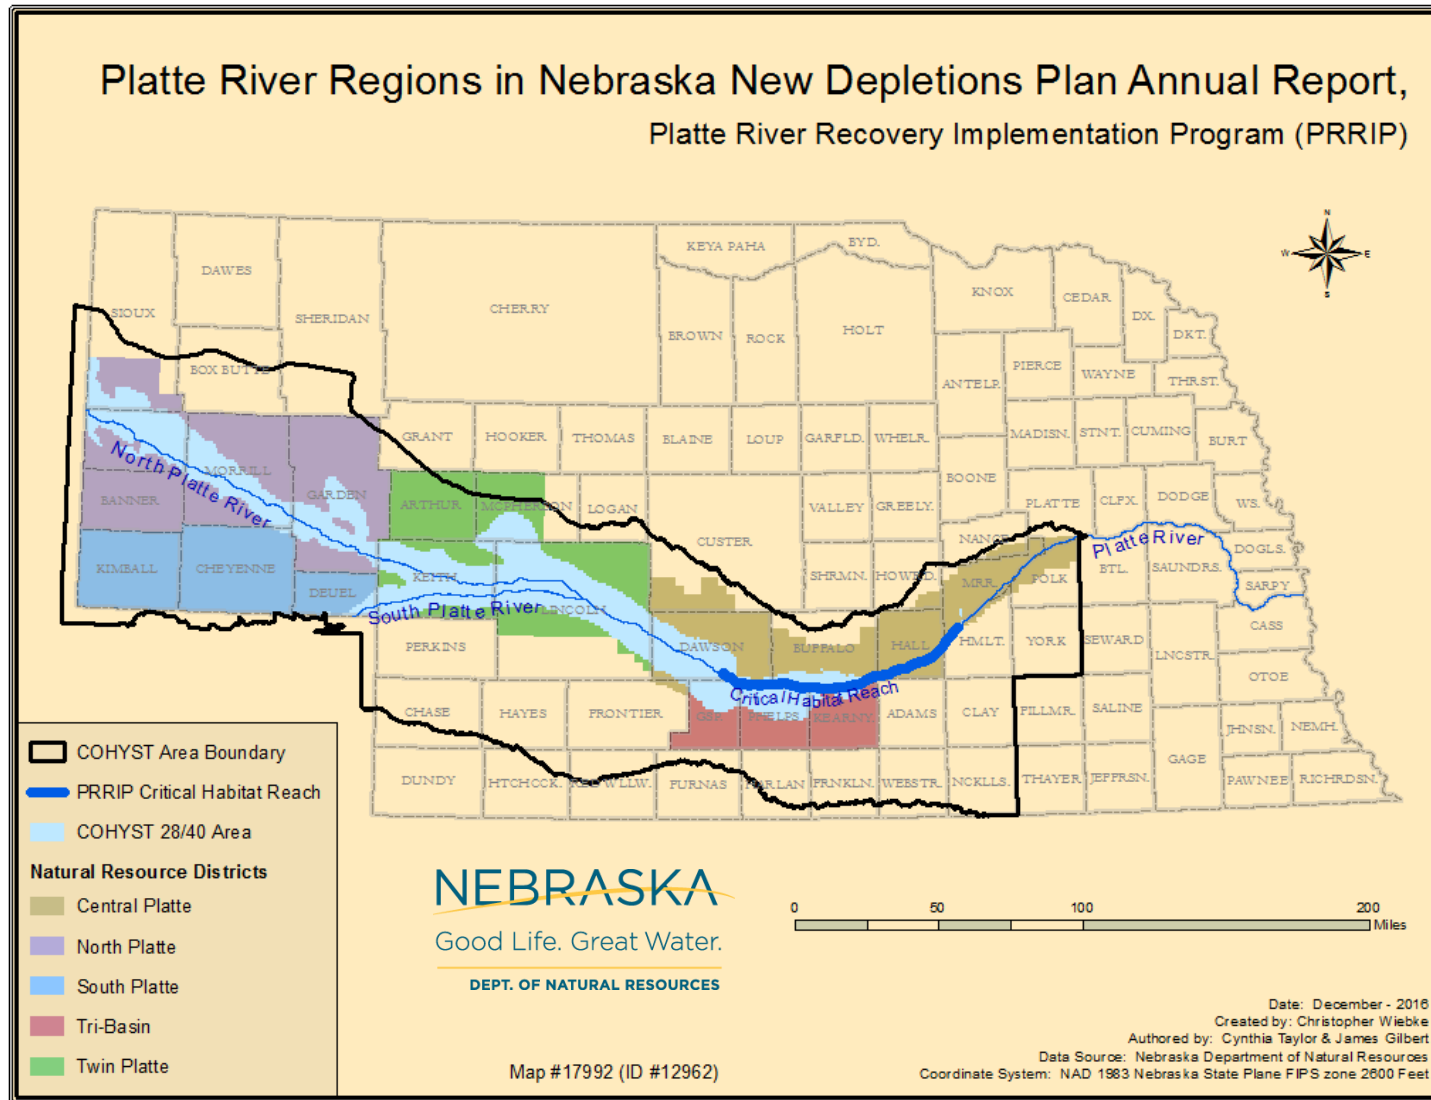 Platte River Regions in Nebraska New Depletions Plan Annual Report,
Platte River Recovery Implementation Program (PRRIP)
N
W E
S
KEYA PAHA
BYD.
DAWES
KNOX
CEDAR
SIOUX
SHERIDAN
CHERRY
DX.
BROWN
ROCK
HOLT
DKT.
BOX BUTTE
PIERCE
WAYNE
THRST.
ANTELP.
GRANT
HOOKER
THOMAS
BLAINE
LOUP
GARFLD.
WHELR.
MADISN.
STNT.
CUMING
BURT
North Platte River
MORRILL
BOONE
BANNER
GARDEN
ARTHUR
MCPHERSON
LOGAN
VALLEY
GREELY.
PLATTE
CLFX.
DODGE
WS.
CUSTER
NANCE
Platte River
DOGLS.
KIMBALL
CHEYENNE
KEITH
SHRMN.
HOWRD.
MRR.
POLK
BTL.
SAUNDRS.
SARPY
DEUEL
South Platte River
LINCOLN
CASS
PERKINS
DAWSON
BUFFALO
HALL
HMLT.
YORK
SEWARD
LNCSTR.
OTOE
Critical Habitat Reach
CHASE
HAYES
FRONTIER
GSP.
PHELPS
KEARNY.
ADAMS
CLAY
FILLMR.
SALINE
JHNSN.
NEMH.
GAGE
DUNDY
HTCHCCK.
RED WLLW.
FURNAS
HARLAN
FRNKLN.
WEBSTR.
NCKLLS.
THAYER
JEFFRSN.
PAWNEE
RICHRDSN.
COHYST Area Boundary
PRRIP Critical Habitat Reach
COHYST 28/40 Area
Natural Resource Districts
Central Platte
North Platte
South Platte
Tri-Basin
Twin Platte
NEBRASKA
Good Life. Great Water.
DEPT. OF NATURAL RESOURCES
0 50 100 200
Miles
Map #17992 (ID #12962)
Date: December - 2016
Created by: Christopher Wiebke
Authored by: Cynthia Taylor & James Gilbert
Data Source: Nebraska Department of Natural Resources
Coordinate System: NAD 1983 Nebraska State Plane FIPS zone 2600 Feet